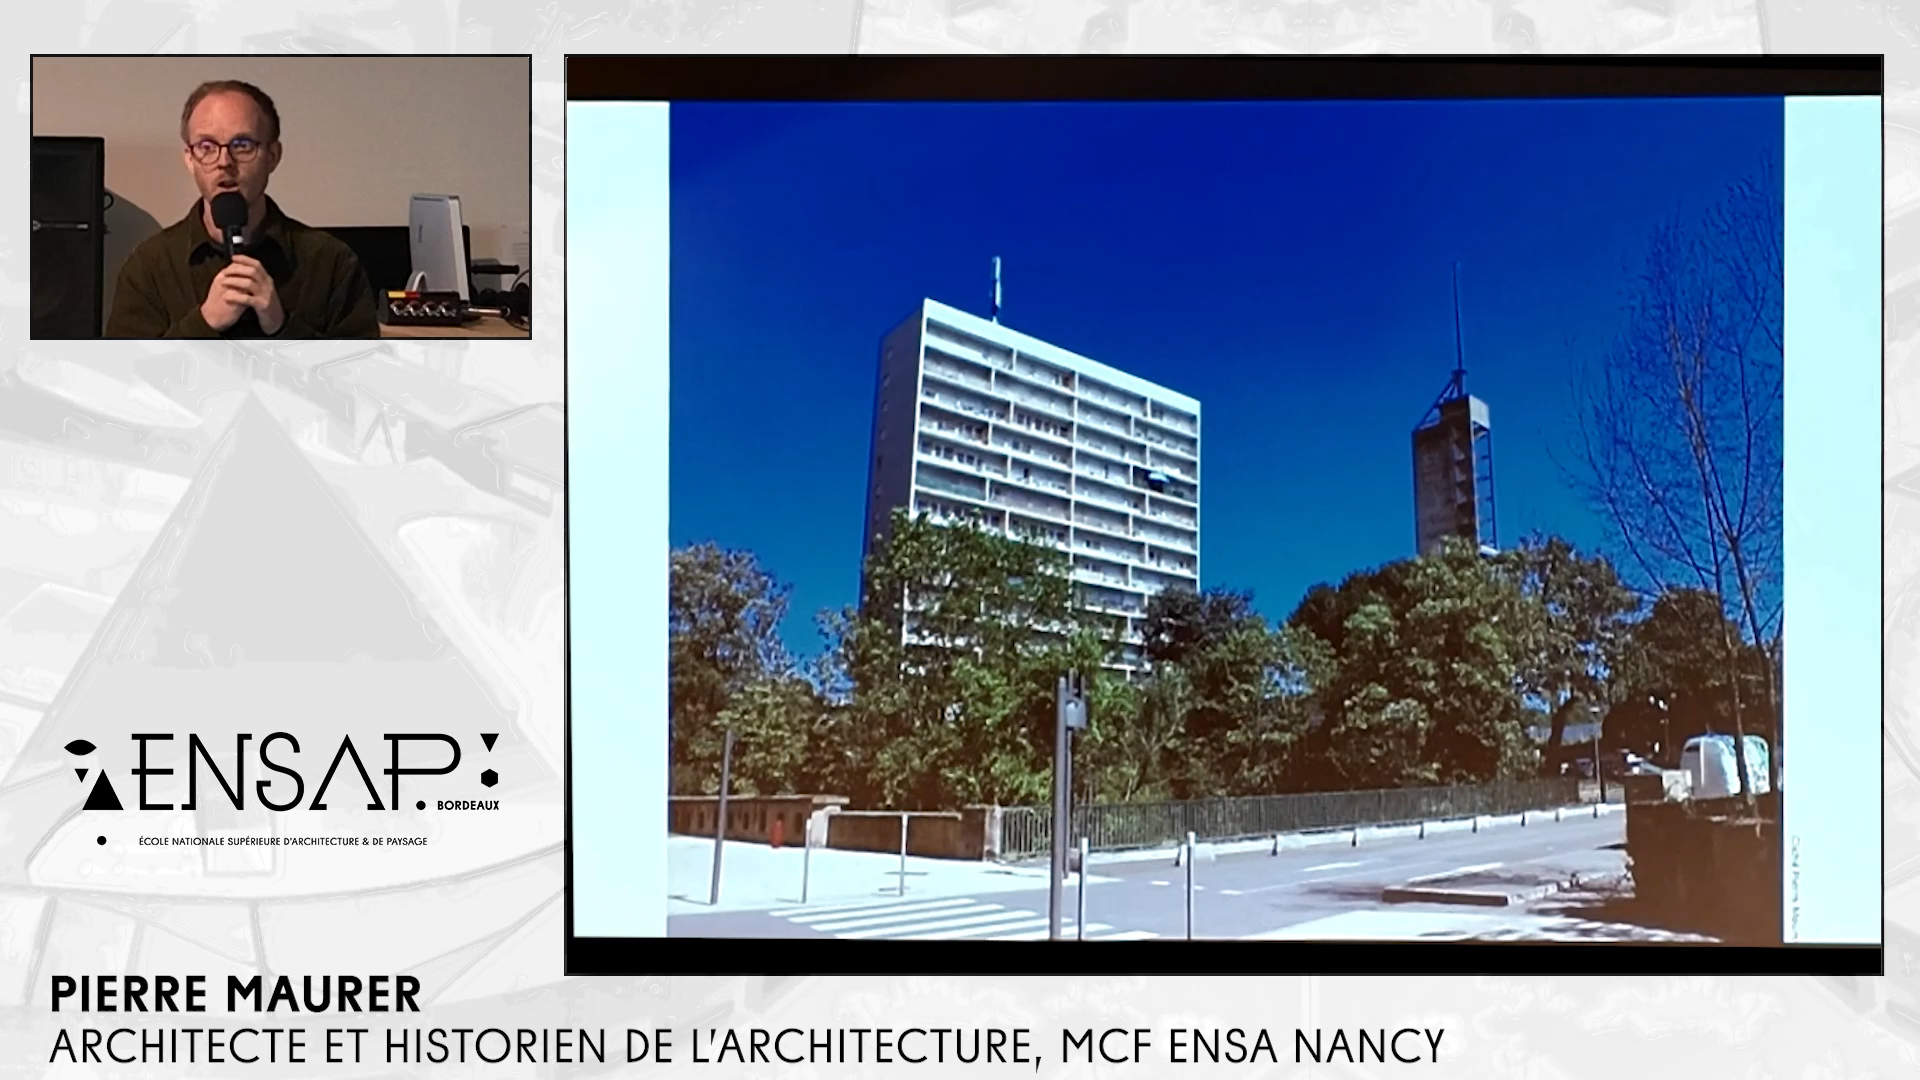 ENSAP.
BORDEAUX
ÉCOLE NATIONALE SUPÉRIEURE D'ARCHITECTURE & DE PAYSAGE
PIERRE MAURER
ARCHITECTE ET HISTORIEN DE L'ARCHITECTURE, MCF ENSA NANCY